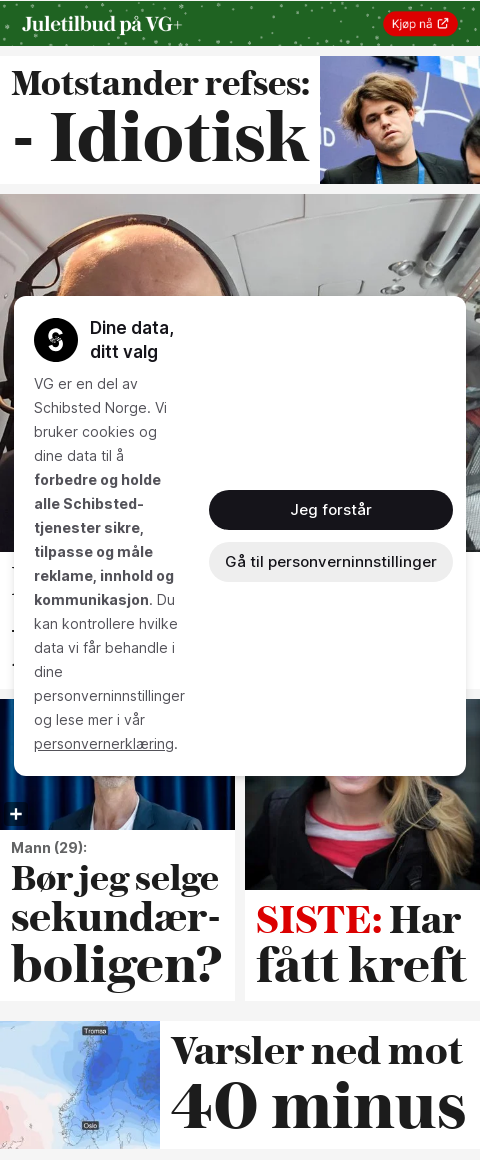 Juletilbud på VG+
Kjøp nå
Motstander refses:
- Idiotisk
Dine data,
ditt valg
VG er en del av
Schibsted Norge. Vi
bruker cookies og
dine data til å
forbedre og holde
alle Schibsted-
tjenester sikre,
tilpasse og måle
reklame, innhold og
kommunikasjon. Du
kan kontrollere hvilke
data vi får behandle i
dine
personverninnstillinger
og lese mer i vår
personvernerklæring.
Jeg forstår
Gå til personverninnstillinger
Mann (29):
Bør jeg selge
sekundær-
boligen?
SISTE: Har
fått kreft
Tromsø
Oslo
Varsler ned mot
40 minus